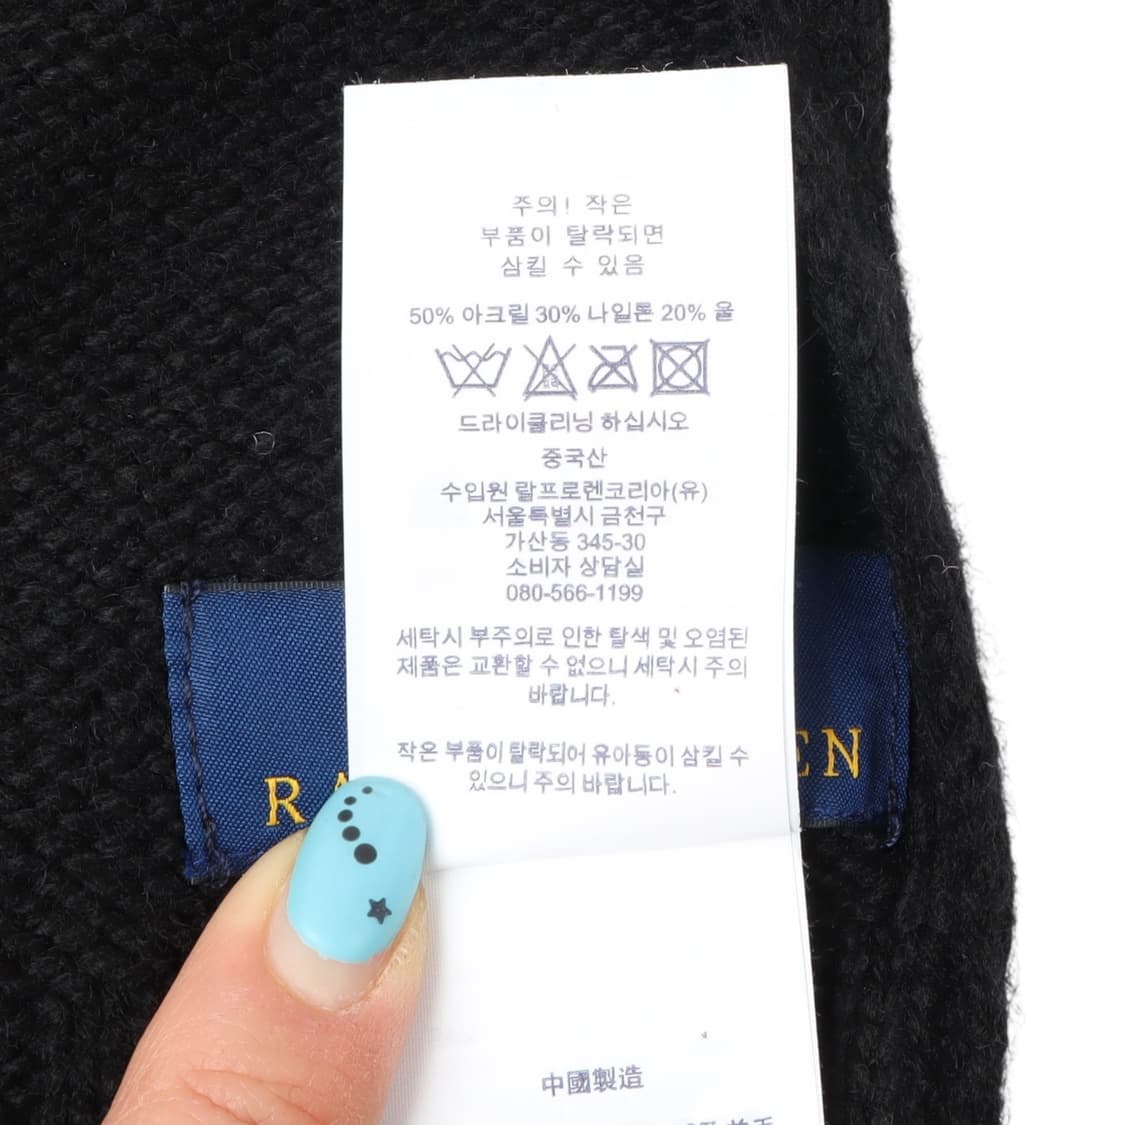 주의! 작은
부품이 탈락되면
삼킬 수 있음
50% 아크릴 30% 나일론 20% 울
드라이클리닝 하십시오
중국산
수입원 랄프로렌코리아(유)
서울특별시 금천구
가산동 345-30
소비자 상담실
080-566-1199
세탁시 부주의로 인한 탈색 및 오염된
제품은 교환할 수 없으니 세탁시 주의
바랍니다.
작은 부품이 탈락되어 유아동이 삼킬 수
있으니 주의 바랍니다.
RA EN
中國製造